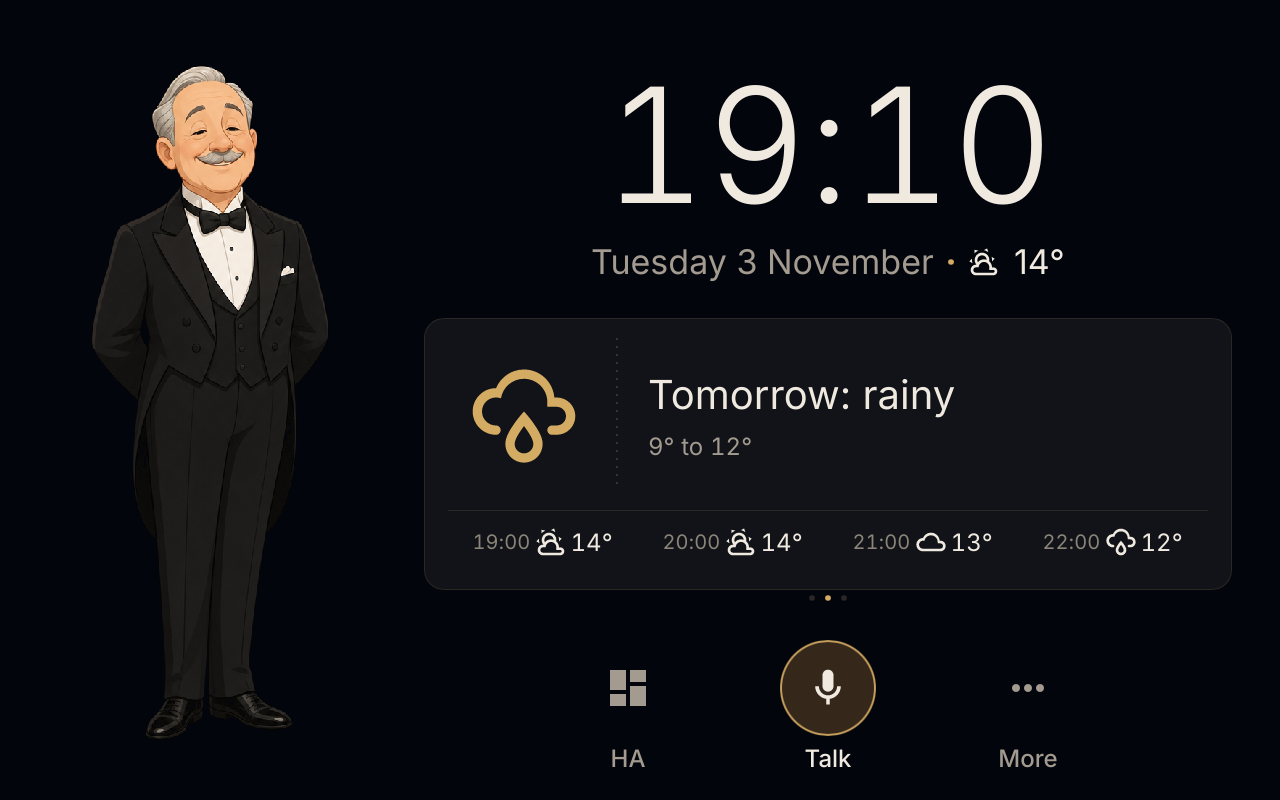 19:10
Tuesday 3 November • 14°
Tomorrow: rainy
9° to 12°
19:00 14° 20:00 14° 21:00 13° 22:00 12°
HA Talk More